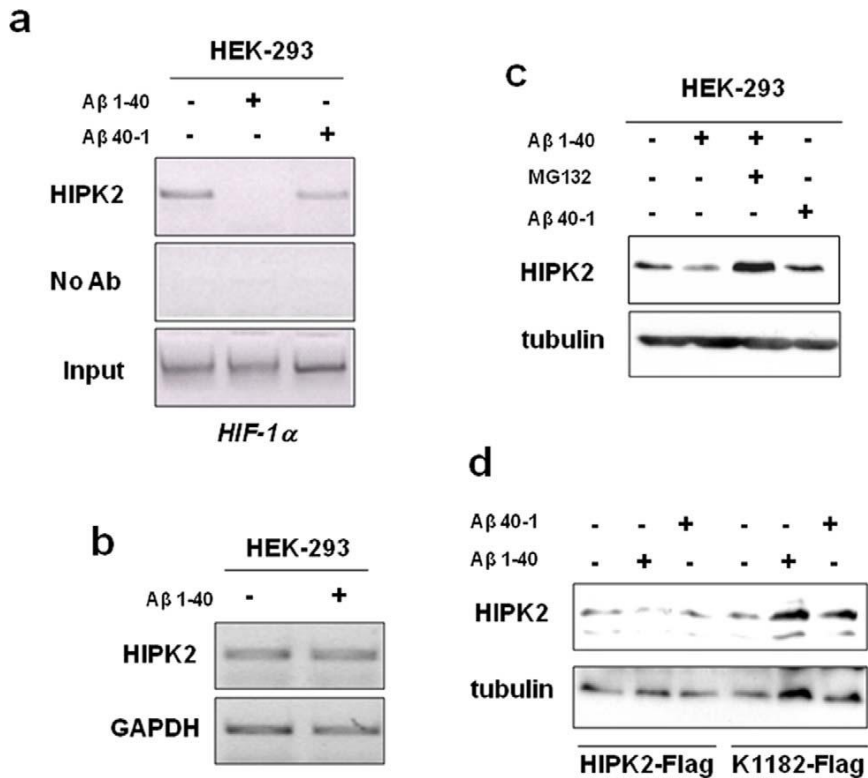 a
HEK-293
Aβ 1-40 - + -
Aβ 40-1 - - +
HIPK2
No Ab
Input
HIF-1α
b
HEK-293
Aβ 1-40 - +
HIPK2
GAPDH
c
HEK-293
Aβ 1-40 - + + -
MG132 - - + -
Aβ 40-1 - - - +
HIPK2
tubulin
d
Aβ 40-1 - - + - - +
Aβ 1-40 - + - - + -
HIPK2
tubulin
HIPK2-Flag K1182-Flag